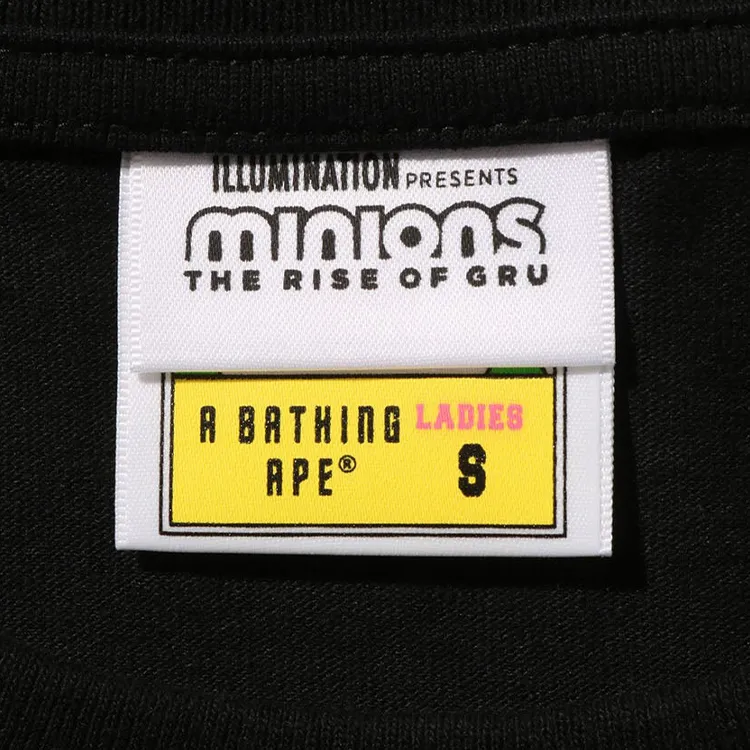 ILLUMINATION PRESENTS
minions
THE RISE OF GRU
A BATHING APE®
LADIES
S